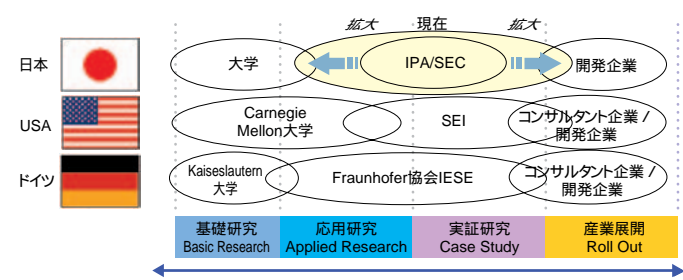 拡大 現在 拡大
日本 大学 IPA/SEC 開発企業
USA
Carnegie
Mellon大学
SEI
コンサルタント企業 /
開発企業
ドイツ
Kaiseslautern
大学
Fraunhofer協会IESE
コンサルタント企業 /
開発企業
基礎研究
Basic Research
応用研究
Applied Research
実証研究
Case Study
産業展開
Roll Out